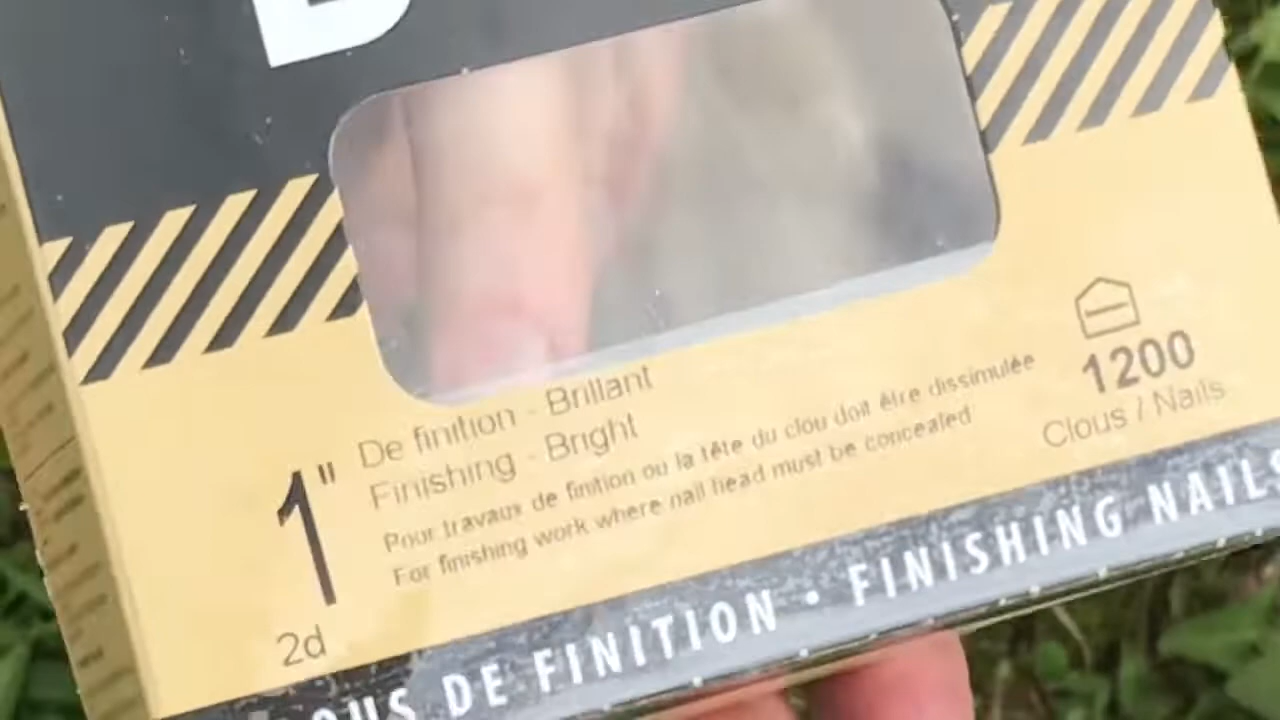 De finition - Brillant
Finishing - Bright
1"
Pour travaux de finition ou la tête du clou doit être dissimulée
For finishing work where nail head must be concealed
2d
1200
Clous / Nails
DE FINITION • FINISHING NAILS